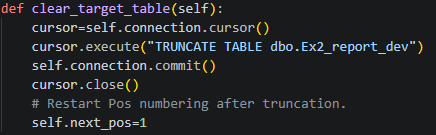 def clear_target_table(self):
    cursor=self.connection.cursor()
    cursor.execute("TRUNCATE TABLE dbo.Ex2_report_dev")
    self.connection.commit()
    cursor.close()
    # Restart Pos numbering after truncation.
    self.next_pos=1